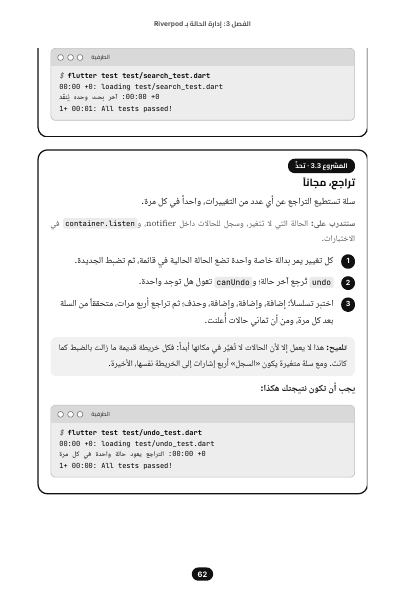 الفصل 3: إدارة الحالة بـ Riverpod
الطرفية
$ flutter test test/search_test.dart
00:00 +0: loading test/search_test.dart
00:00 +0: آخر بحث وحده يُنفَّذ
00:01 +1: All tests passed!
المشروع 3.3 · تحدٍّ
تراجع، مجاناً
سلة تستطيع التراجع عن أي عدد من التغييرات، واحداً في كل مرة.
ستتدرب على: الحالة التي لا تتغير، وسجل للحالات داخل notifier، و container.listen في
الاختبارات.
1 كل تغيير يمر بدالة خاصة واحدة تضع الحالة الحالية في قائمة، ثم تضبط الجديدة.
2 undo تُرجع آخر حالة؛ و canUndo تقول هل توجد واحدة.
3 اختبر تسلسلاً: إضافة، وإضافة، وإضافة، وحذف؛ ثم تراجع أربع مرات، متحققاً من السلة
بعد كل مرة، ومن أن ثماني حالات أُعلنت.
تلميح: هذا لا يعمل إلا لأن الحالات لا تُغيَّر في مكانها أبداً: فكل خريطة قديمة ما زالت بالضبط كما
كانت. ومع سلة متغيرة يكون «السجل» أربع إشارات إلى الخريطة نفسها، الأخيرة.
يجب أن تكون نتيجتك هكذا:
الطرفية
$ flutter test test/undo_test.dart
00:00 +0: loading test/undo_test.dart
00:00 +0: التراجع يعود حالة واحدة في كل مرة
00:00 +1: All tests passed!
62